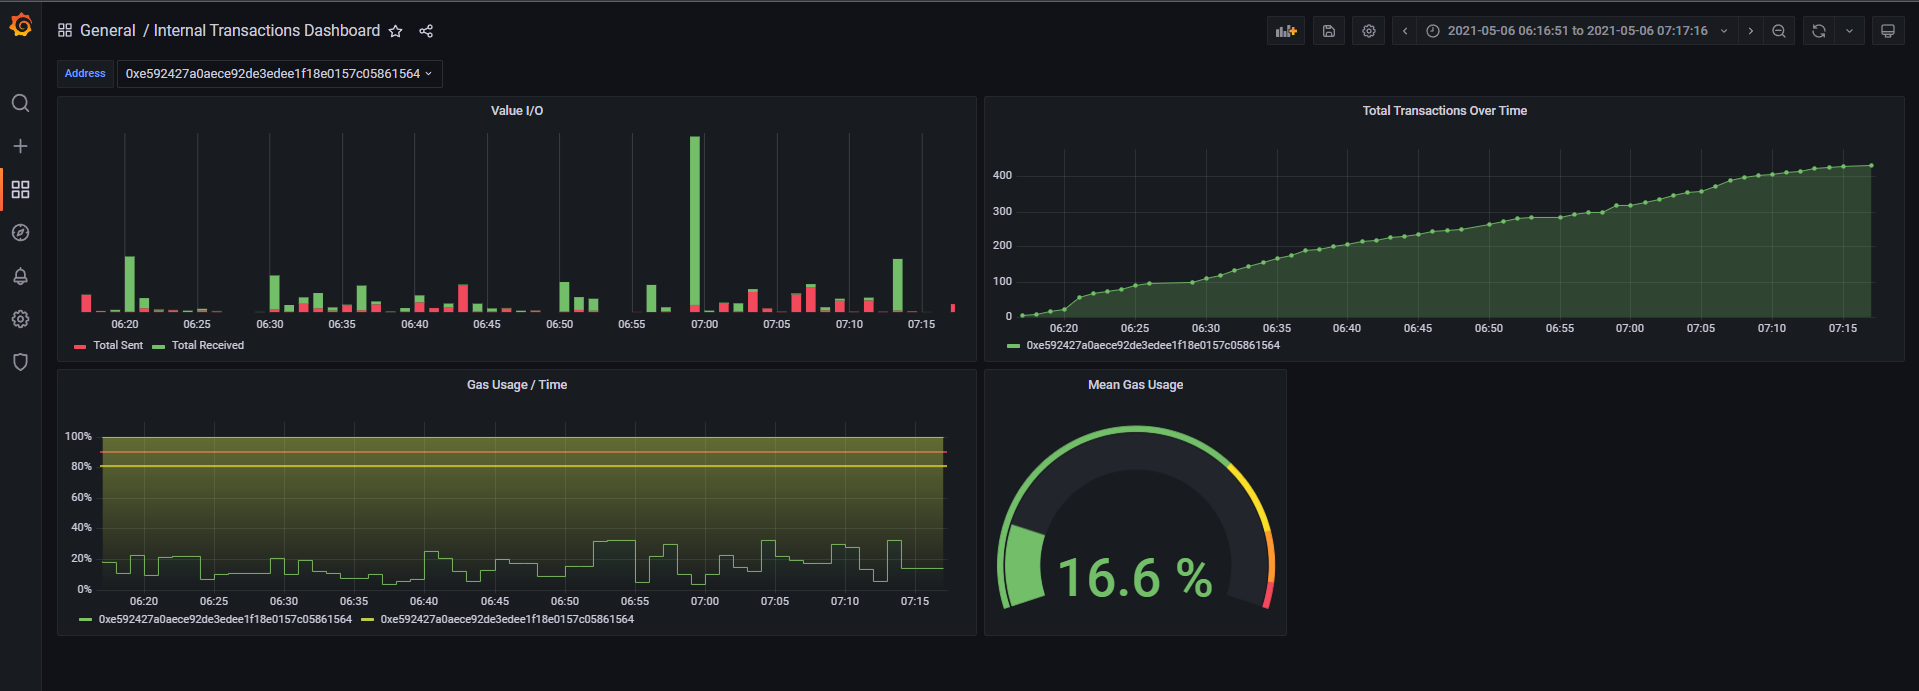 General / Internal Transactions Dashboard
2021-05-06 06:16:51 to 2021-05-06 07:17:16
Address 0xe592427a0aece92de3edee1f18e0157c05861564
Value I/O
06:20 06:25 06:30 06:35 06:40 06:45 06:50 06:55 07:00 07:05 07:10 07:15
Total Sent Total Received
Total Transactions Over Time
400
300
200
100
0
06:20 06:25 06:30 06:35 06:40 06:45 06:50 06:55 07:00 07:05 07:10 07:15
0xe592427a0aece92de3edee1f18e0157c05861564
Gas Usage / Time
100%
80%
60%
40%
20%
0%
06:20 06:25 06:30 06:35 06:40 06:45 06:50 06:55 07:00 07:05 07:10 07:15
0xe592427a0aece92de3edee1f18e0157c05861564 0xe592427a0aece92de3edee1f18e0157c05861564
Mean Gas Usage
16.6 %